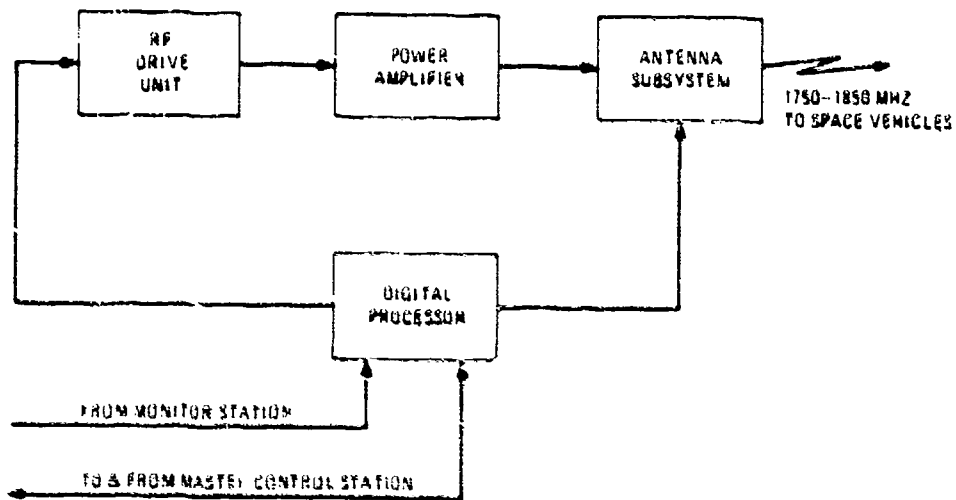 RF
DRIVE
UNIT
POWER
AMPLIFIER
ANTENNA
SUBSYSTEM
1750-1850 MHZ
TO SPACE VEHICLES
DIGITAL
PROCESSOR
FROM MONITOR STATION
TO & FROM MASTER CONTROL STATION